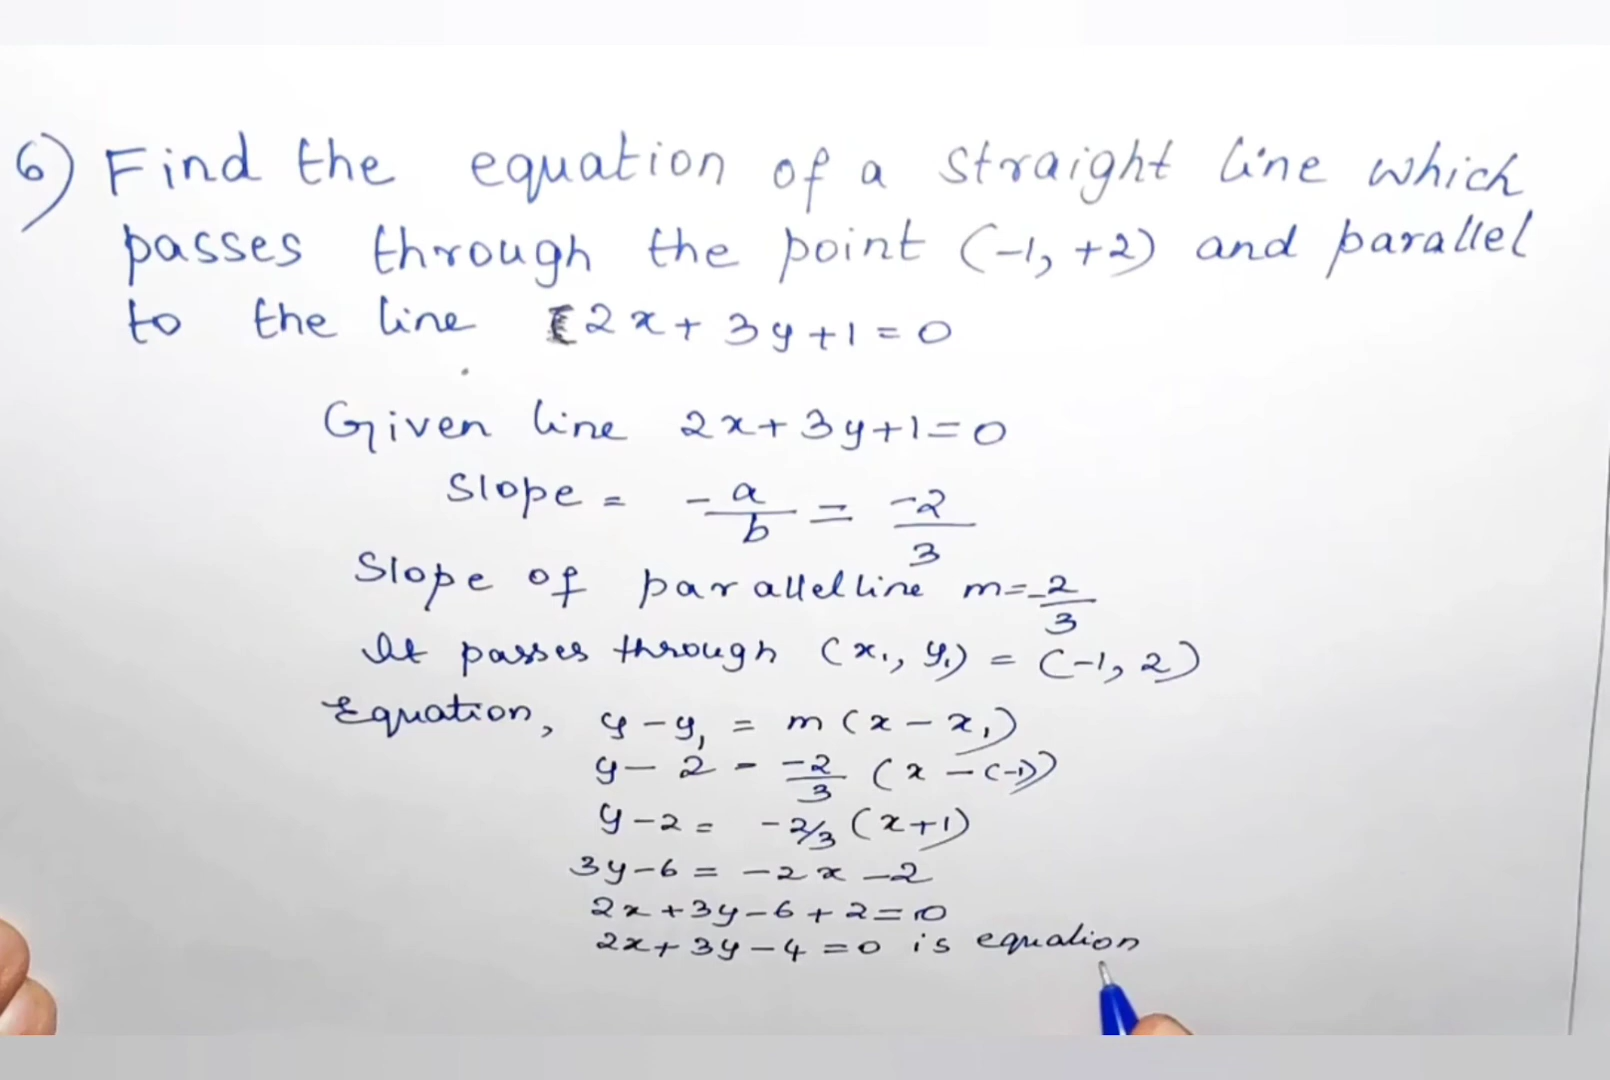 6) Find the equation of a straight line which
passes through the point (-1, +2) and parallel
to the line 2x + 3y + 1 = 0
Given line 2x + 3y + 1 = 0
Slope = -a/b = -2/3
Slope of parallel line m = -2/3
It passes through (x₁, y₁) = (-1, 2)
Equation, y - y₁ = m (x - x₁)
y - 2 = -2/3 (x - (-1))
y - 2 = -2/3 (x + 1)
3y - 6 = -2x - 2
2x + 3y - 6 + 2 = 0
2x + 3y - 4 = 0 is equation